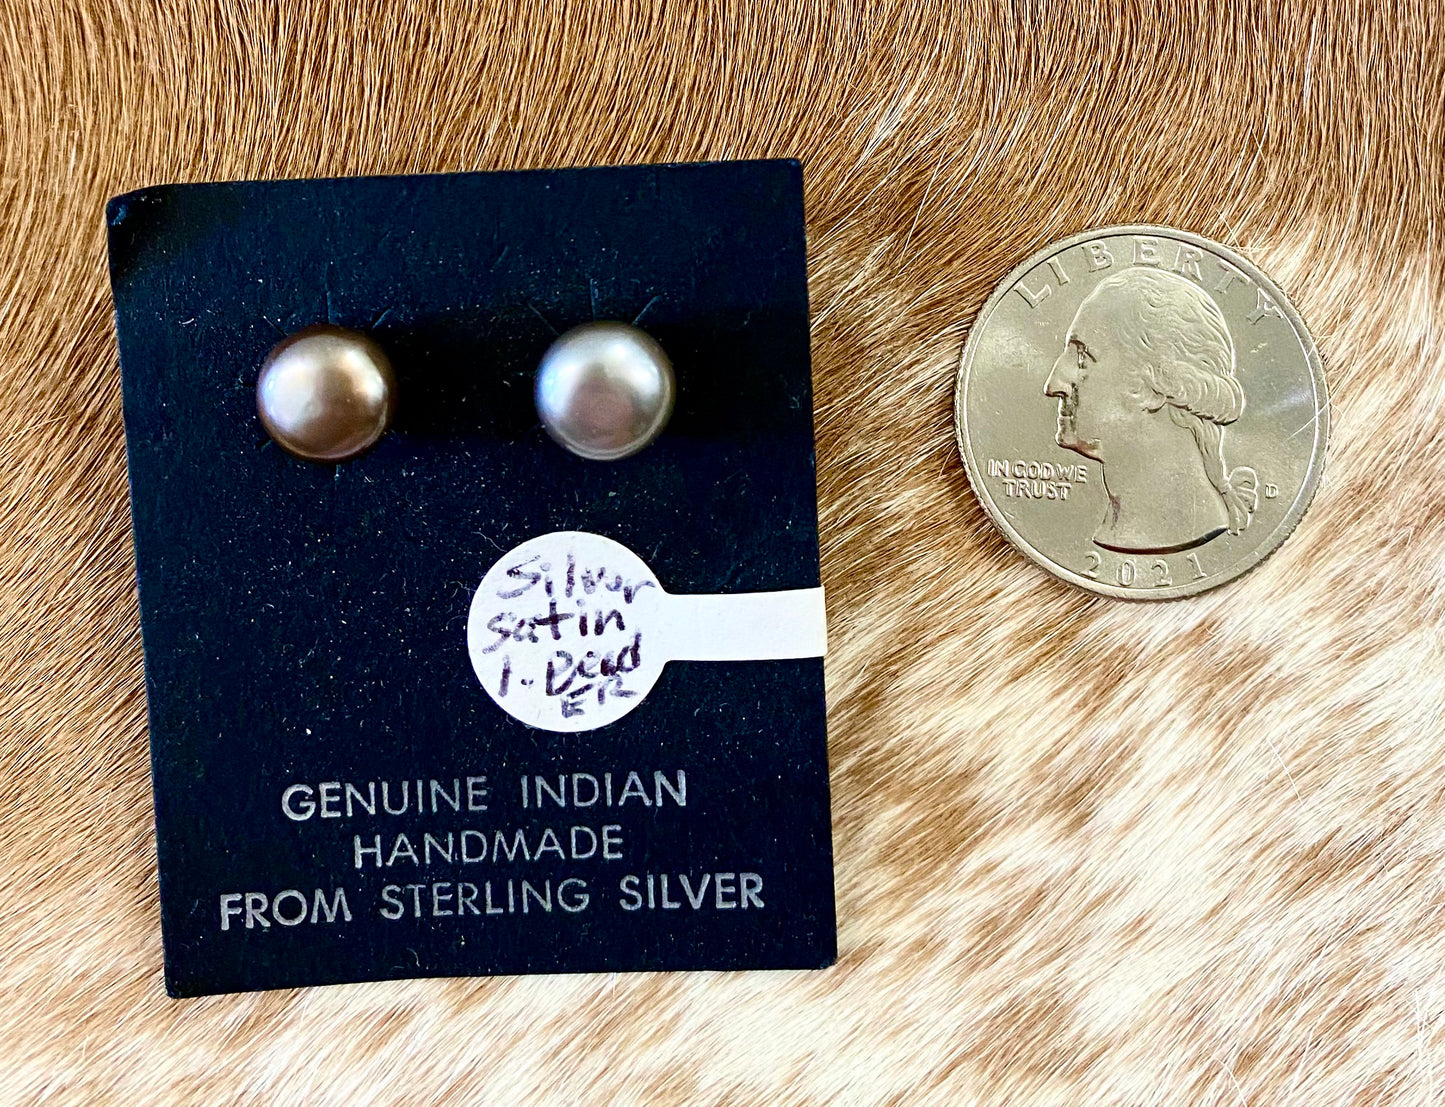 Silver
satin
1. Bead
ER
GENUINE INDIAN
HANDMADE
FROM STERLING SILVER
LIBERTY
IN GOD WE
TRUST
D
2021